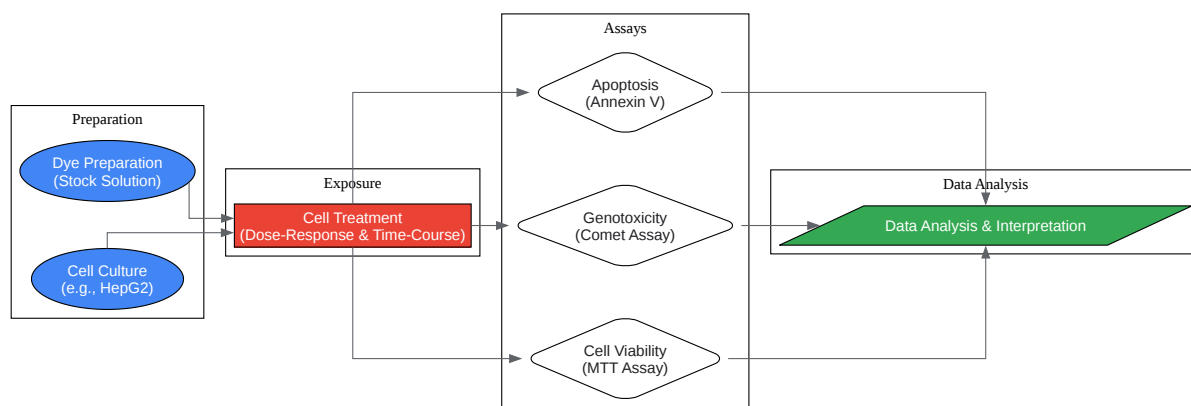 Preparation
Dye Preparation
(Stock Solution)
Cell Culture
(e.g., HepG2)
Exposure
Cell Treatment
(Dose-Response & Time-Course)
Assays
Apoptosis
(Annexin V)
Genotoxicity
(Comet Assay)
Cell Viability
(MTT Assay)
Data Analysis
Data Analysis & Interpretation